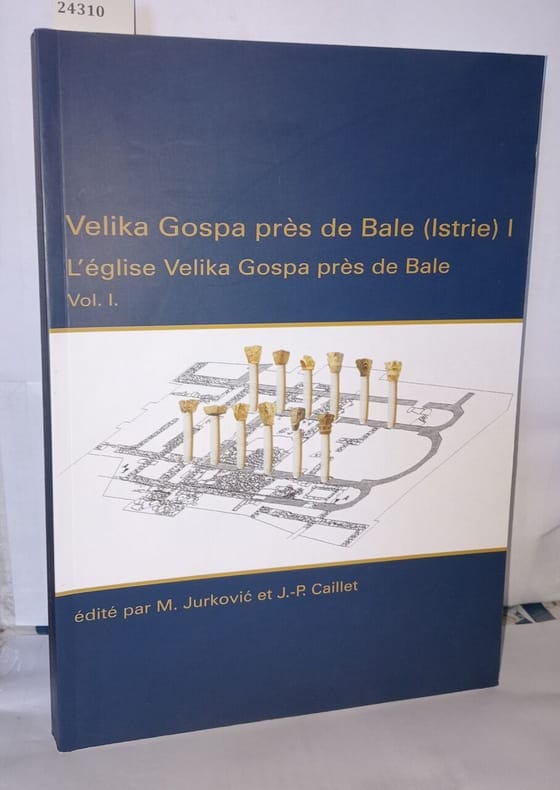 24310
Velika Gospa près de Bale (Istrie) I
L'église Velika Gospa près de Bale
Vol. I.
édité par M. Jurković et J.-P. Caillet